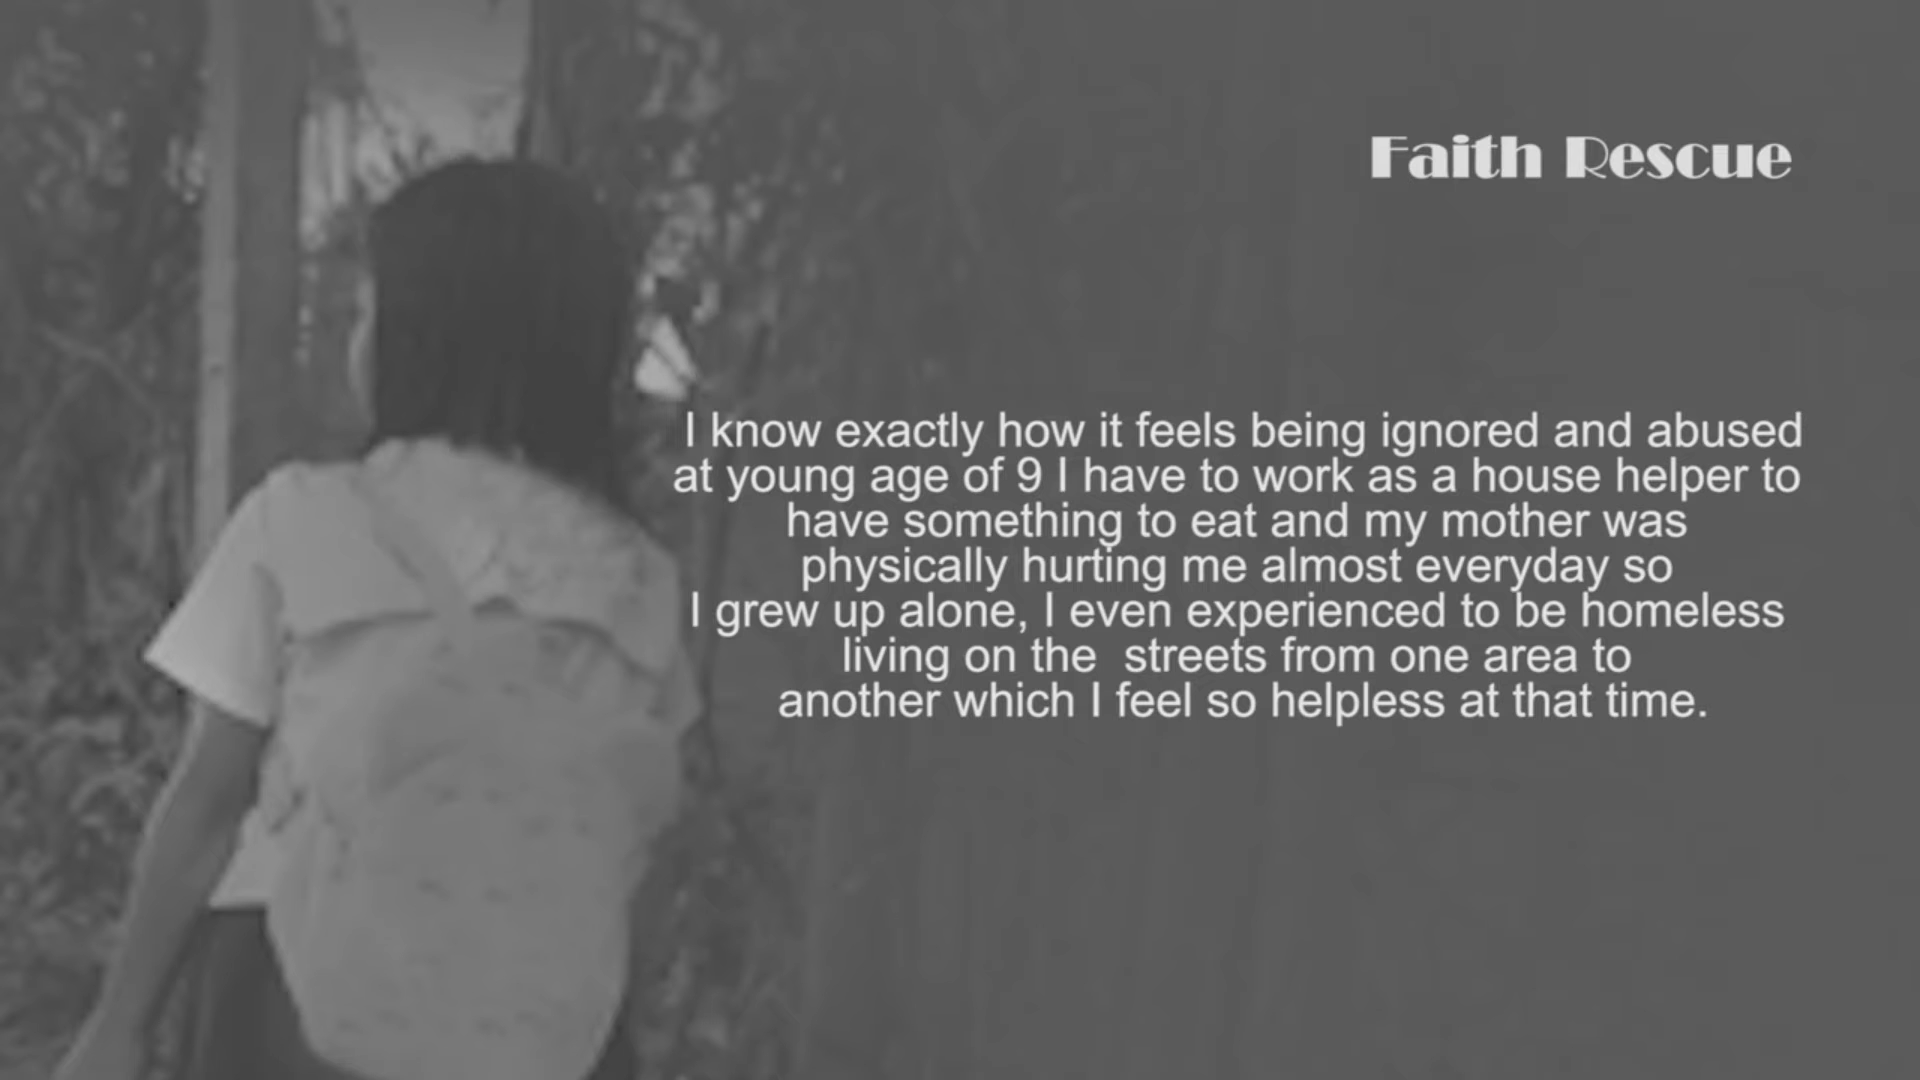 Faith Rescue
I know exactly how it feels being ignored and abused
at young age of 9 I have to work as a house helper to
have something to eat and my mother was
physically hurting me almost everyday so
I grew up alone, I even experienced to be homeless
living on the  streets from one area to
another which I feel so helpless at that time.